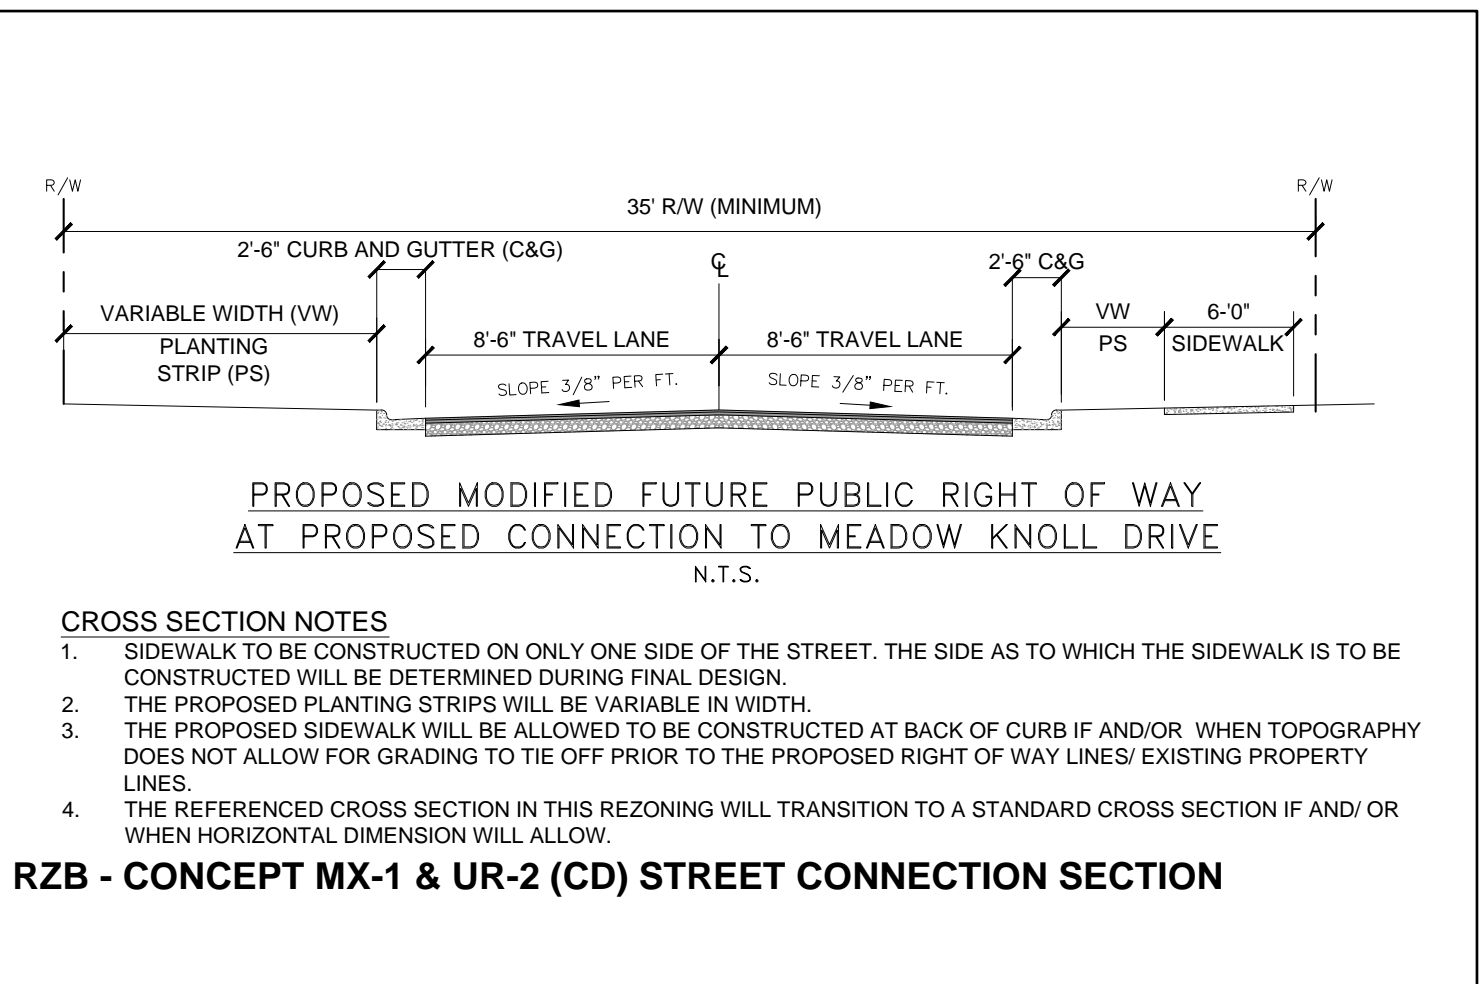 R/W
R/W
35' R/W (MINIMUM)
2'-6" CURB AND GUTTER (C&G)
℄
2'-6" C&G
VARIABLE WIDTH (VW)
PLANTING
STRIP (PS)
8'-6" TRAVEL LANE
8'-6" TRAVEL LANE
VW
PS
6-'0"
SIDEWALK
SLOPE 3/8" PER FT.
SLOPE 3/8" PER FT.
PROPOSED MODIFIED FUTURE PUBLIC RIGHT OF WAY
AT PROPOSED CONNECTION TO MEADOW KNOLL DRIVE
N.T.S.
CROSS SECTION NOTES
1. SIDEWALK TO BE CONSTRUCTED ON ONLY ONE SIDE OF THE STREET. THE SIDE AS TO WHICH THE SIDEWALK IS TO BE
CONSTRUCTED WILL BE DETERMINED DURING FINAL DESIGN.
2. THE PROPOSED PLANTING STRIPS WILL BE VARIABLE IN WIDTH.
3. THE PROPOSED SIDEWALK WILL BE ALLOWED TO BE CONSTRUCTED AT BACK OF CURB IF AND/OR WHEN TOPOGRAPHY
DOES NOT ALLOW FOR GRADING TO TIE OFF PRIOR TO THE PROPOSED RIGHT OF WAY LINES/ EXISTING PROPERTY
LINES.
4. THE REFERENCED CROSS SECTION IN THIS REZONING WILL TRANSITION TO A STANDARD CROSS SECTION IF AND/ OR
WHEN HORIZONTAL DIMENSION WILL ALLOW.
RZB - CONCEPT MX-1 & UR-2 (CD) STREET CONNECTION SECTION